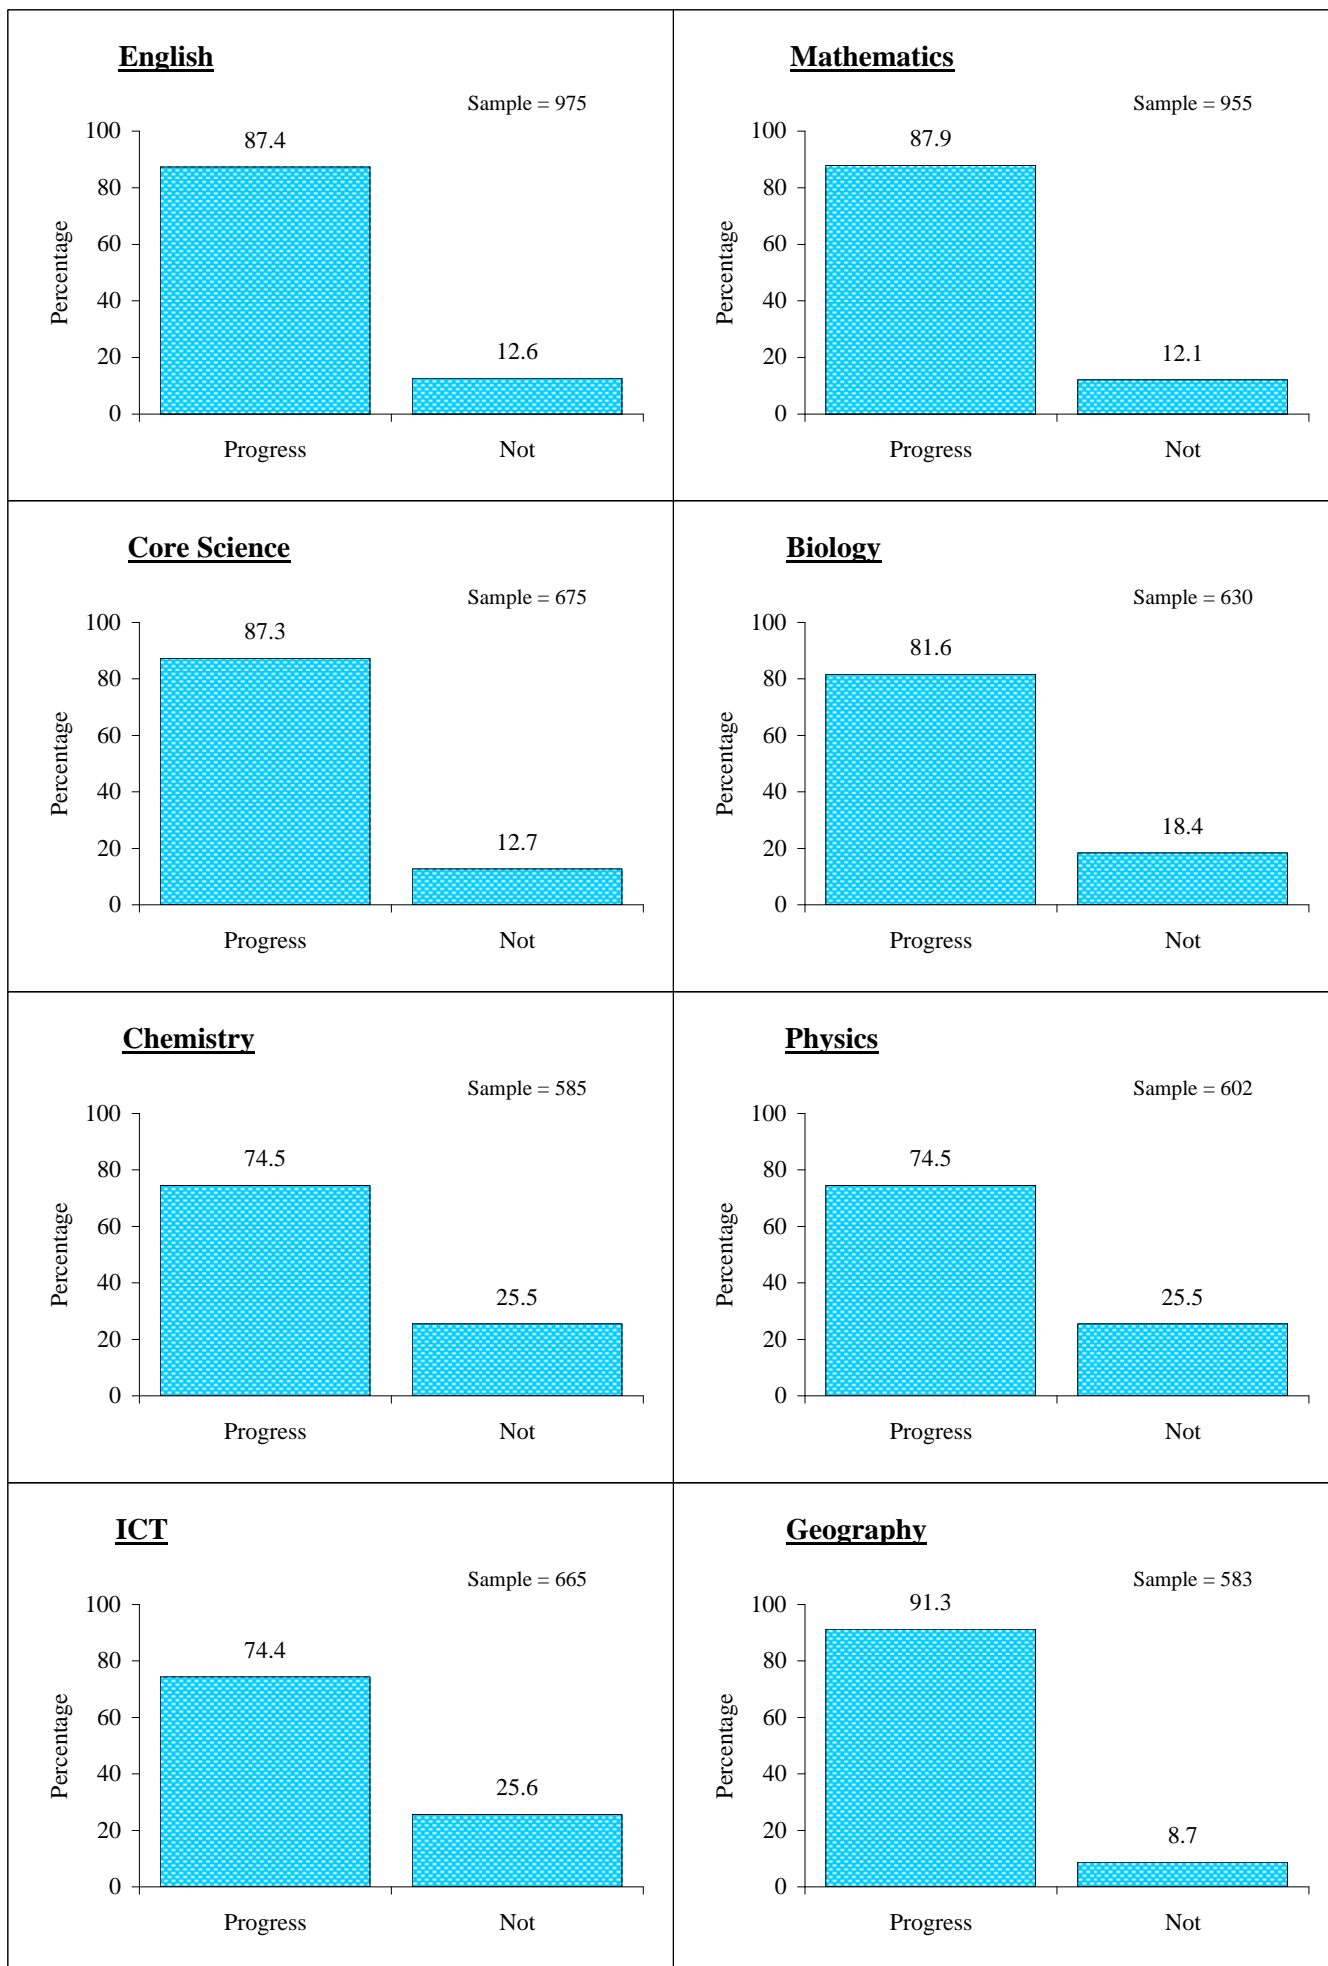 English
Sample = 975
Percentage
100
80
60
40
20
0
87.4
12.6
Progress
Not
Mathematics
Sample = 955
Percentage
100
80
60
40
20
0
87.9
12.1
Progress
Not
Core Science
Sample = 675
Percentage
100
80
60
40
20
0
87.3
12.7
Progress
Not
Biology
Sample = 630
Percentage
100
80
60
40
20
0
81.6
18.4
Progress
Not
Chemistry
Sample = 585
Percentage
100
80
60
40
20
0
74.5
25.5
Progress
Not
Physics
Sample = 602
Percentage
100
80
60
40
20
0
74.5
25.5
Progress
Not
ICT
Sample = 665
Percentage
100
80
60
40
20
0
74.4
25.6
Progress
Not
Geography
Sample = 583
Percentage
100
80
60
40
20
0
91.3
8.7
Progress
Not